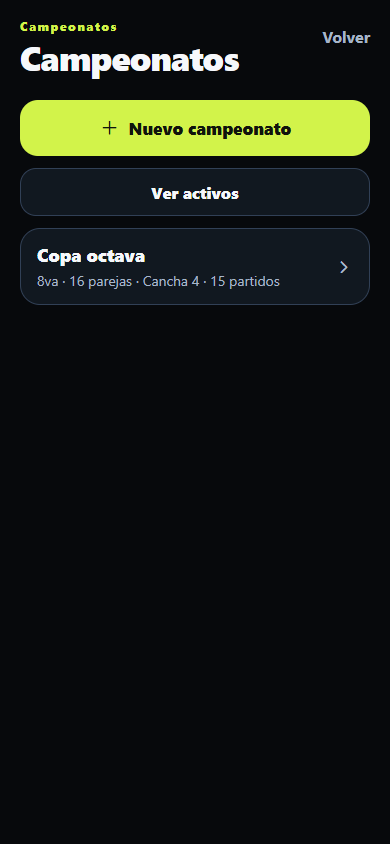 Campeonatos
Volver
Campeonatos
+ Nuevo campeonato
Ver activos
Copa octava
8va · 16 parejas · Cancha 4 · 15 partidos